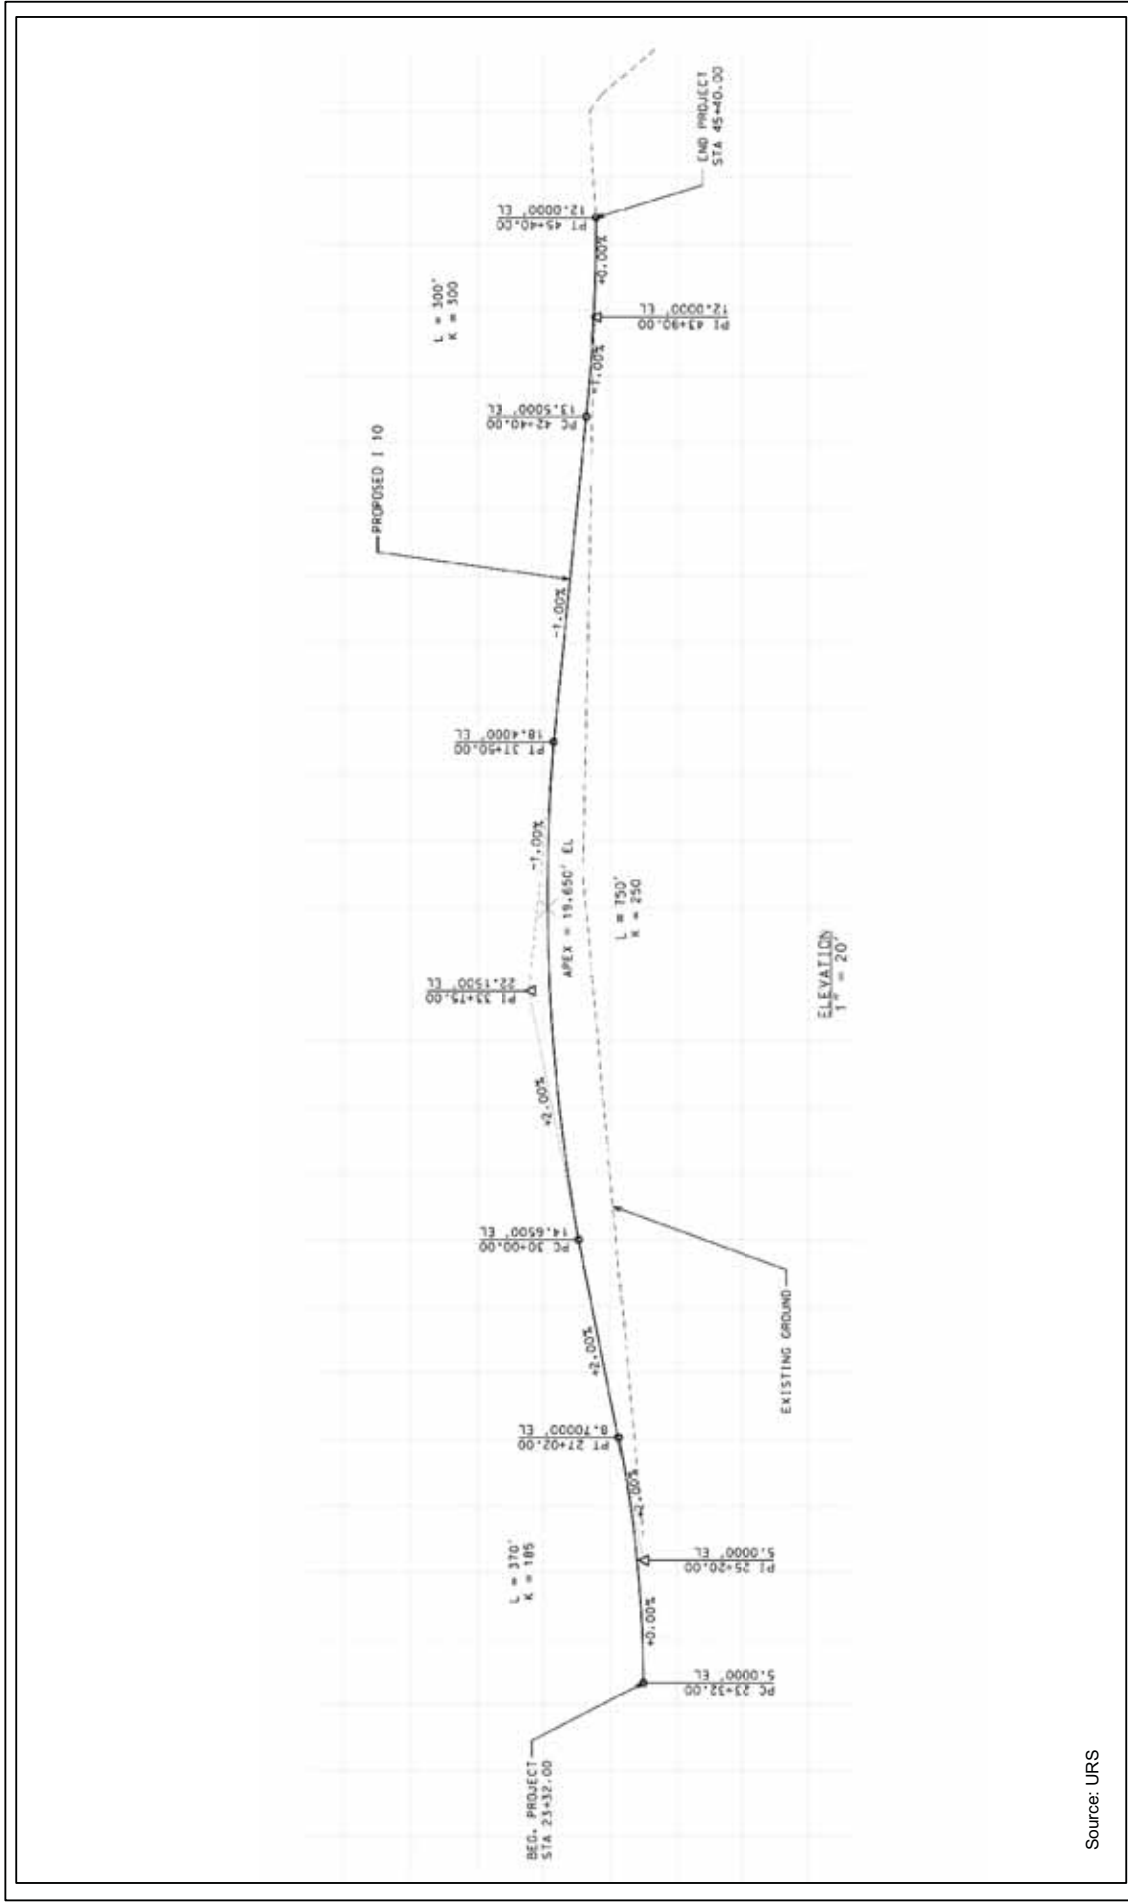 BEG. PROJECT
STA 23+32.00
PC 23+32.00
5.0000' EL
+0.00%
L = 370'
K = 185
PI 25+20.00
5.0000' EL
+2.00%
PT 27+02.00
8.70000' EL
+2.00%
EXISTING GROUND
PC 30+00.00
14.6500' EL
+2.00%
PI 33+75.00
22.1500' EL
APEX = 19.650' EL
L = 750'
K = 250
-1.00%
PT 37+50.00
18.4000' EL
-1.00%
PROPOSED I 10
PC 42+40.00
13.5000' EL
-1.00%
L = 300'
K = 300
PI 43+90.00
12.0000' EL
+0.00%
PT 45+40.00
12.0000' EL
END PROJECT
STA 45+40.00
ELEVATION
1" = 20'
Source: URS